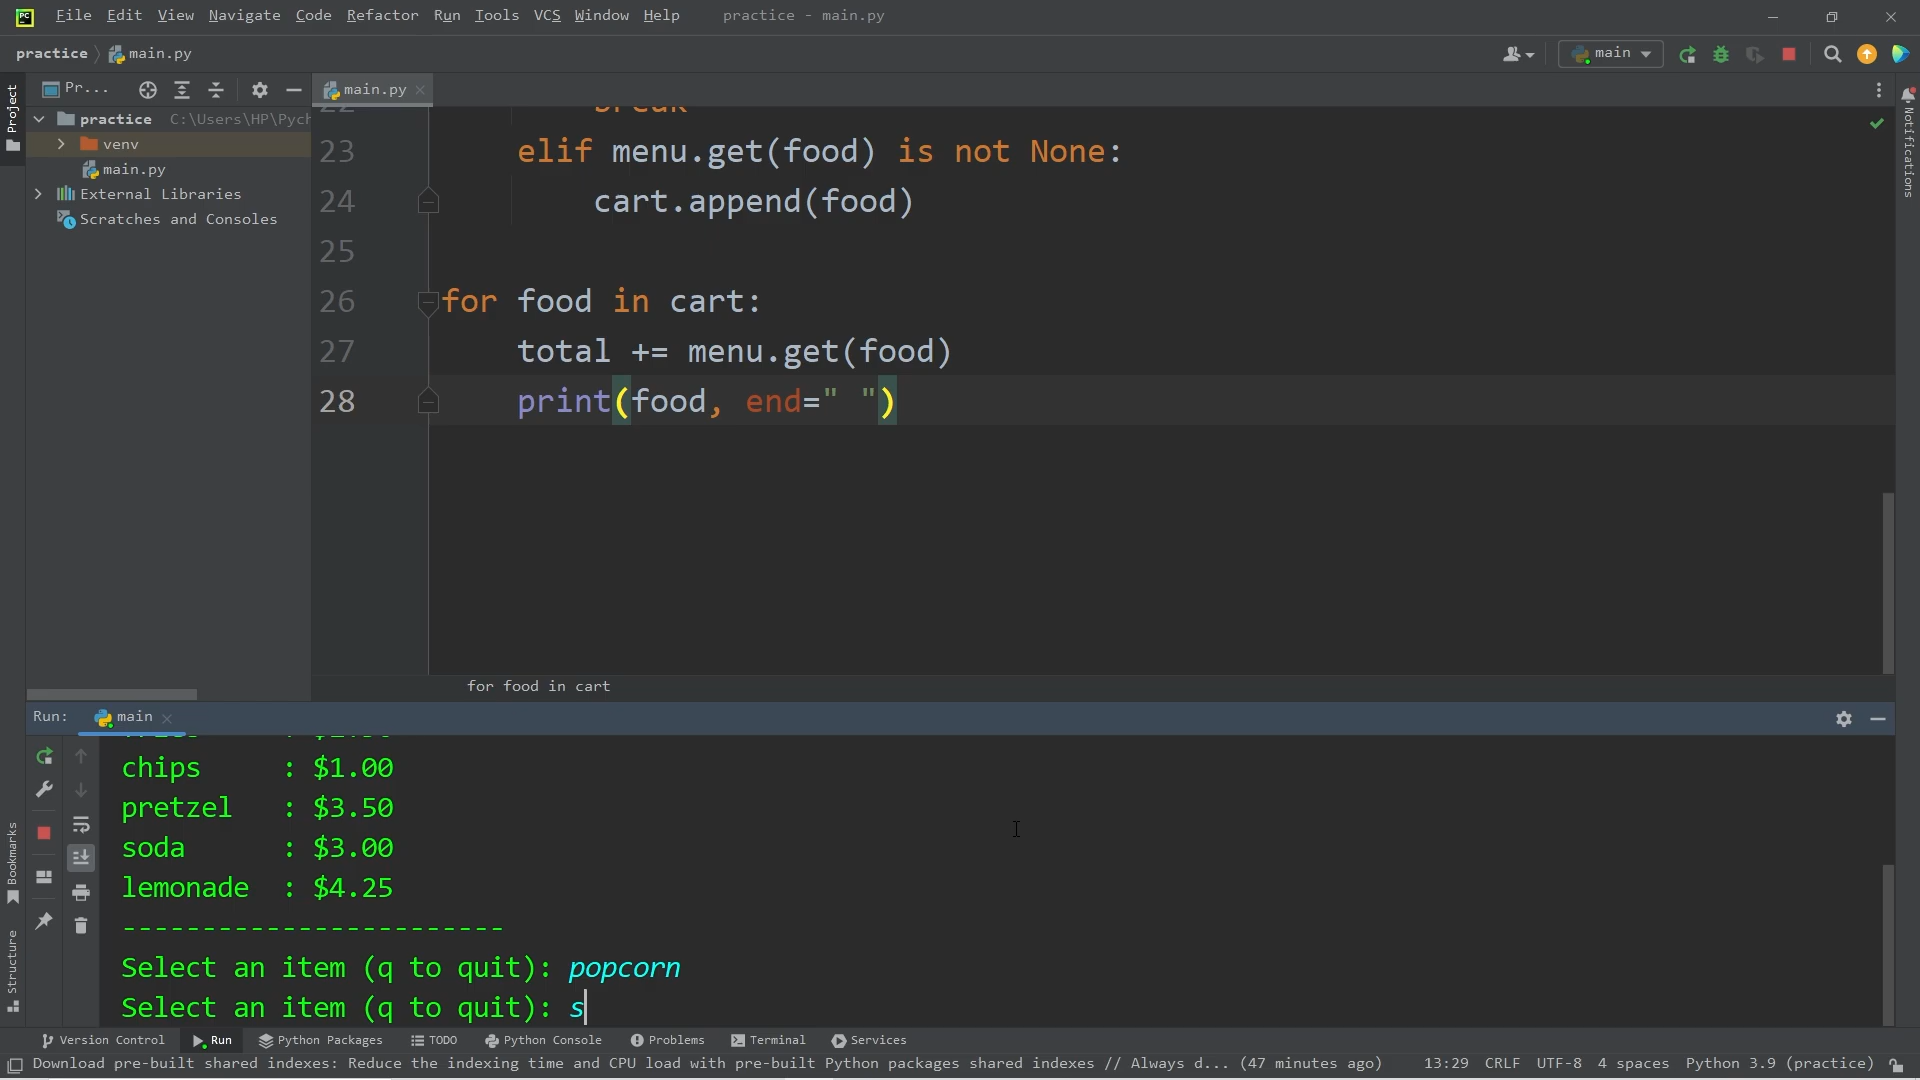 File Edit View Navigate Code Refactor Run Tools VCS Window Help practice - main.py
practice main.py main
Project Pr... main.py
practice C:\Users\HP\Pych
venv
main.py
External Libraries
Scratches and Consoles
Notifications
22 break
23 elif menu.get(food) is not None:
24 cart.append(food)
25
26 for food in cart:
27 total += menu.get(food)
28 print(food, end=" ")
for food in cart
Run: main
chips : $1.00
pretzel : $3.50
soda : $3.00
lemonade : $4.25
------------------------
Select an item (q to quit): popcorn
Select an item (q to quit): s
Bookmarks
Structure
Version Control Run Python Packages TODO Python Console Problems Terminal Services
Download pre-built shared indexes: Reduce the indexing time and CPU load with pre-built Python packages shared indexes // Always d... (47 minutes ago) 13:29 CRLF UTF-8 4 spaces Python 3.9 (practice)